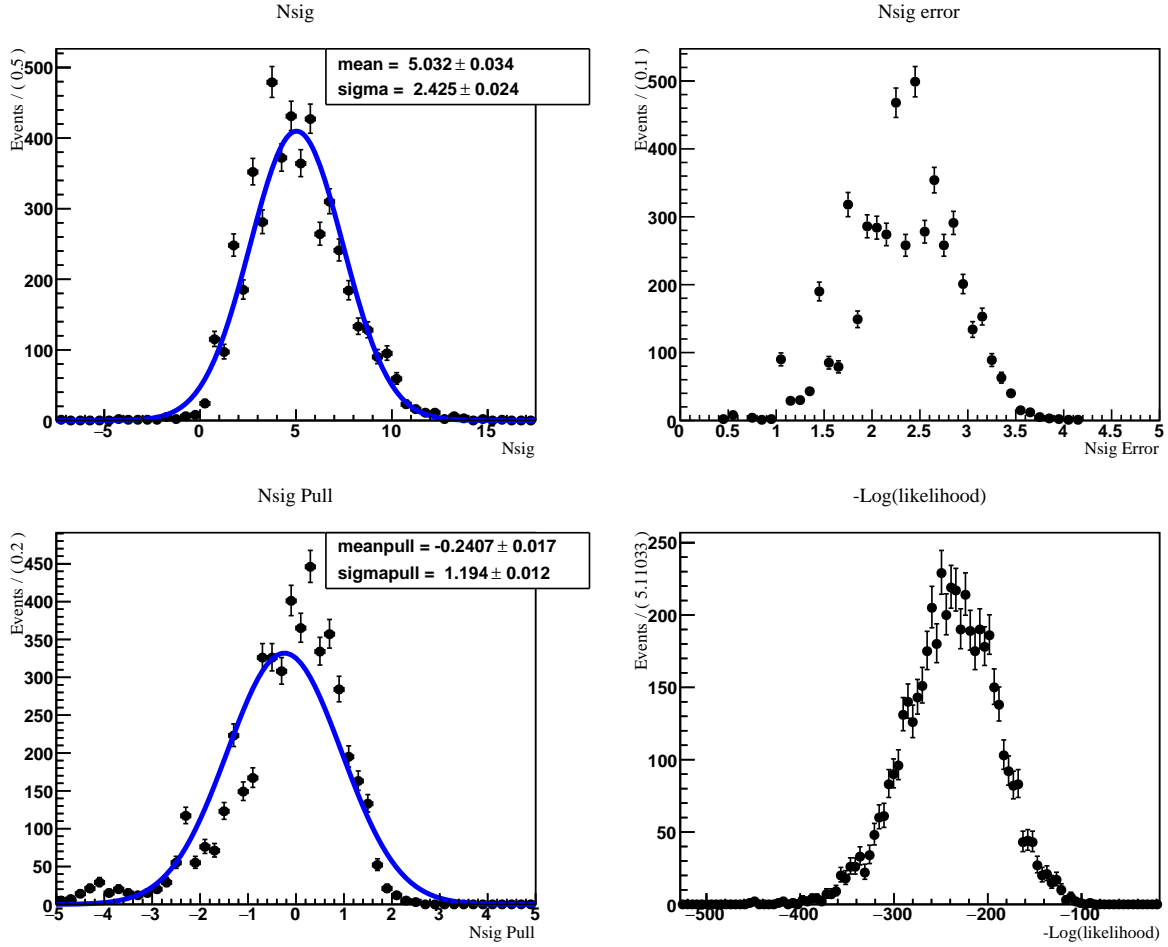 Nsig
Events / ( 0.5 )
mean = 5.032 ± 0.034
sigma = 2.425 ± 0.024
500
400
300
200
100
0
−5 0 5 10 15
Nsig
Nsig error
Events / ( 0.1 )
500
400
300
200
100
0
0 0.5 1 1.5 2 2.5 3 3.5 4 4.5 5
Nsig Error
Nsig Pull
Events / ( 0.2 )
meanpull = -0.2407 ± 0.017
sigmapull = 1.194 ± 0.012
450
400
350
300
250
200
150
100
50
0
−5 −4 −3 −2 −1 0 1 2 3 4 5
Nsig Pull
-Log(likelihood)
Events / ( 5.11033 )
250
200
150
100
50
0
−500 −400 −300 −200 −100
-Log(likelihood)